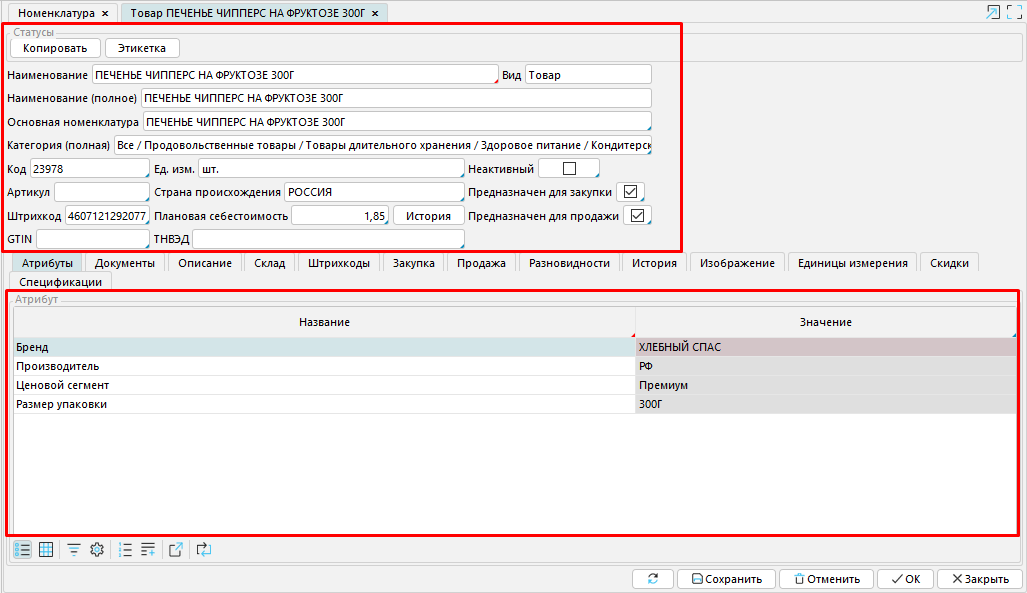 Номенклатура × Товар ПЕЧЕНЬЕ ЧИППЕРС НА ФРУКТОЗЕ 300Г ×
Статусы
Копировать Этикетка
Наименование ПЕЧЕНЬЕ ЧИППЕРС НА ФРУКТОЗЕ 300Г Вид Товар
Наименование (полное) ПЕЧЕНЬЕ ЧИППЕРС НА ФРУКТОЗЕ 300Г
Основная номенклатура ПЕЧЕНЬЕ ЧИППЕРС НА ФРУКТОЗЕ 300Г
Категория (полная) Все / Продовольственные товары / Товары длительного хранения / Здоровое питание / Кондитерск
Код 23978 Ед. изм. шт. Неактивный
Артикул Страна происхождения РОССИЯ Предназначен для закупки
Штрихкод 4607121292077 Плановая себестоимость 1,85 История Предназначен для продажи
GTIN ТНВЭД
Атрибуты Документы Описание Склад Штрихкоды Закупка Продажа Разновидности История Изображение Единицы измерения Скидки
Спецификации
Атрибут
Название Значение
Бренд ХЛЕБНЫЙ СПАС
Производитель РФ
Ценовой сегмент Премиум
Размер упаковки 300Г
Сохранить Отменить ОК Закрыть